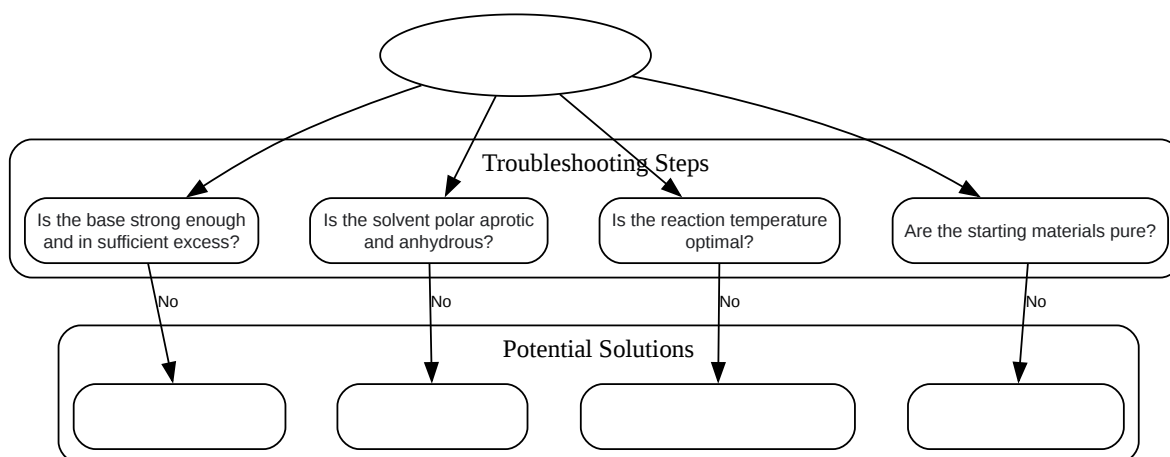 Troubleshooting Steps
Is the base strong enough
and in sufficient excess?
Is the solvent polar aprotic
and anhydrous?
Is the reaction temperature
optimal?
Are the starting materials pure?
No
No
No
No
Potential Solutions